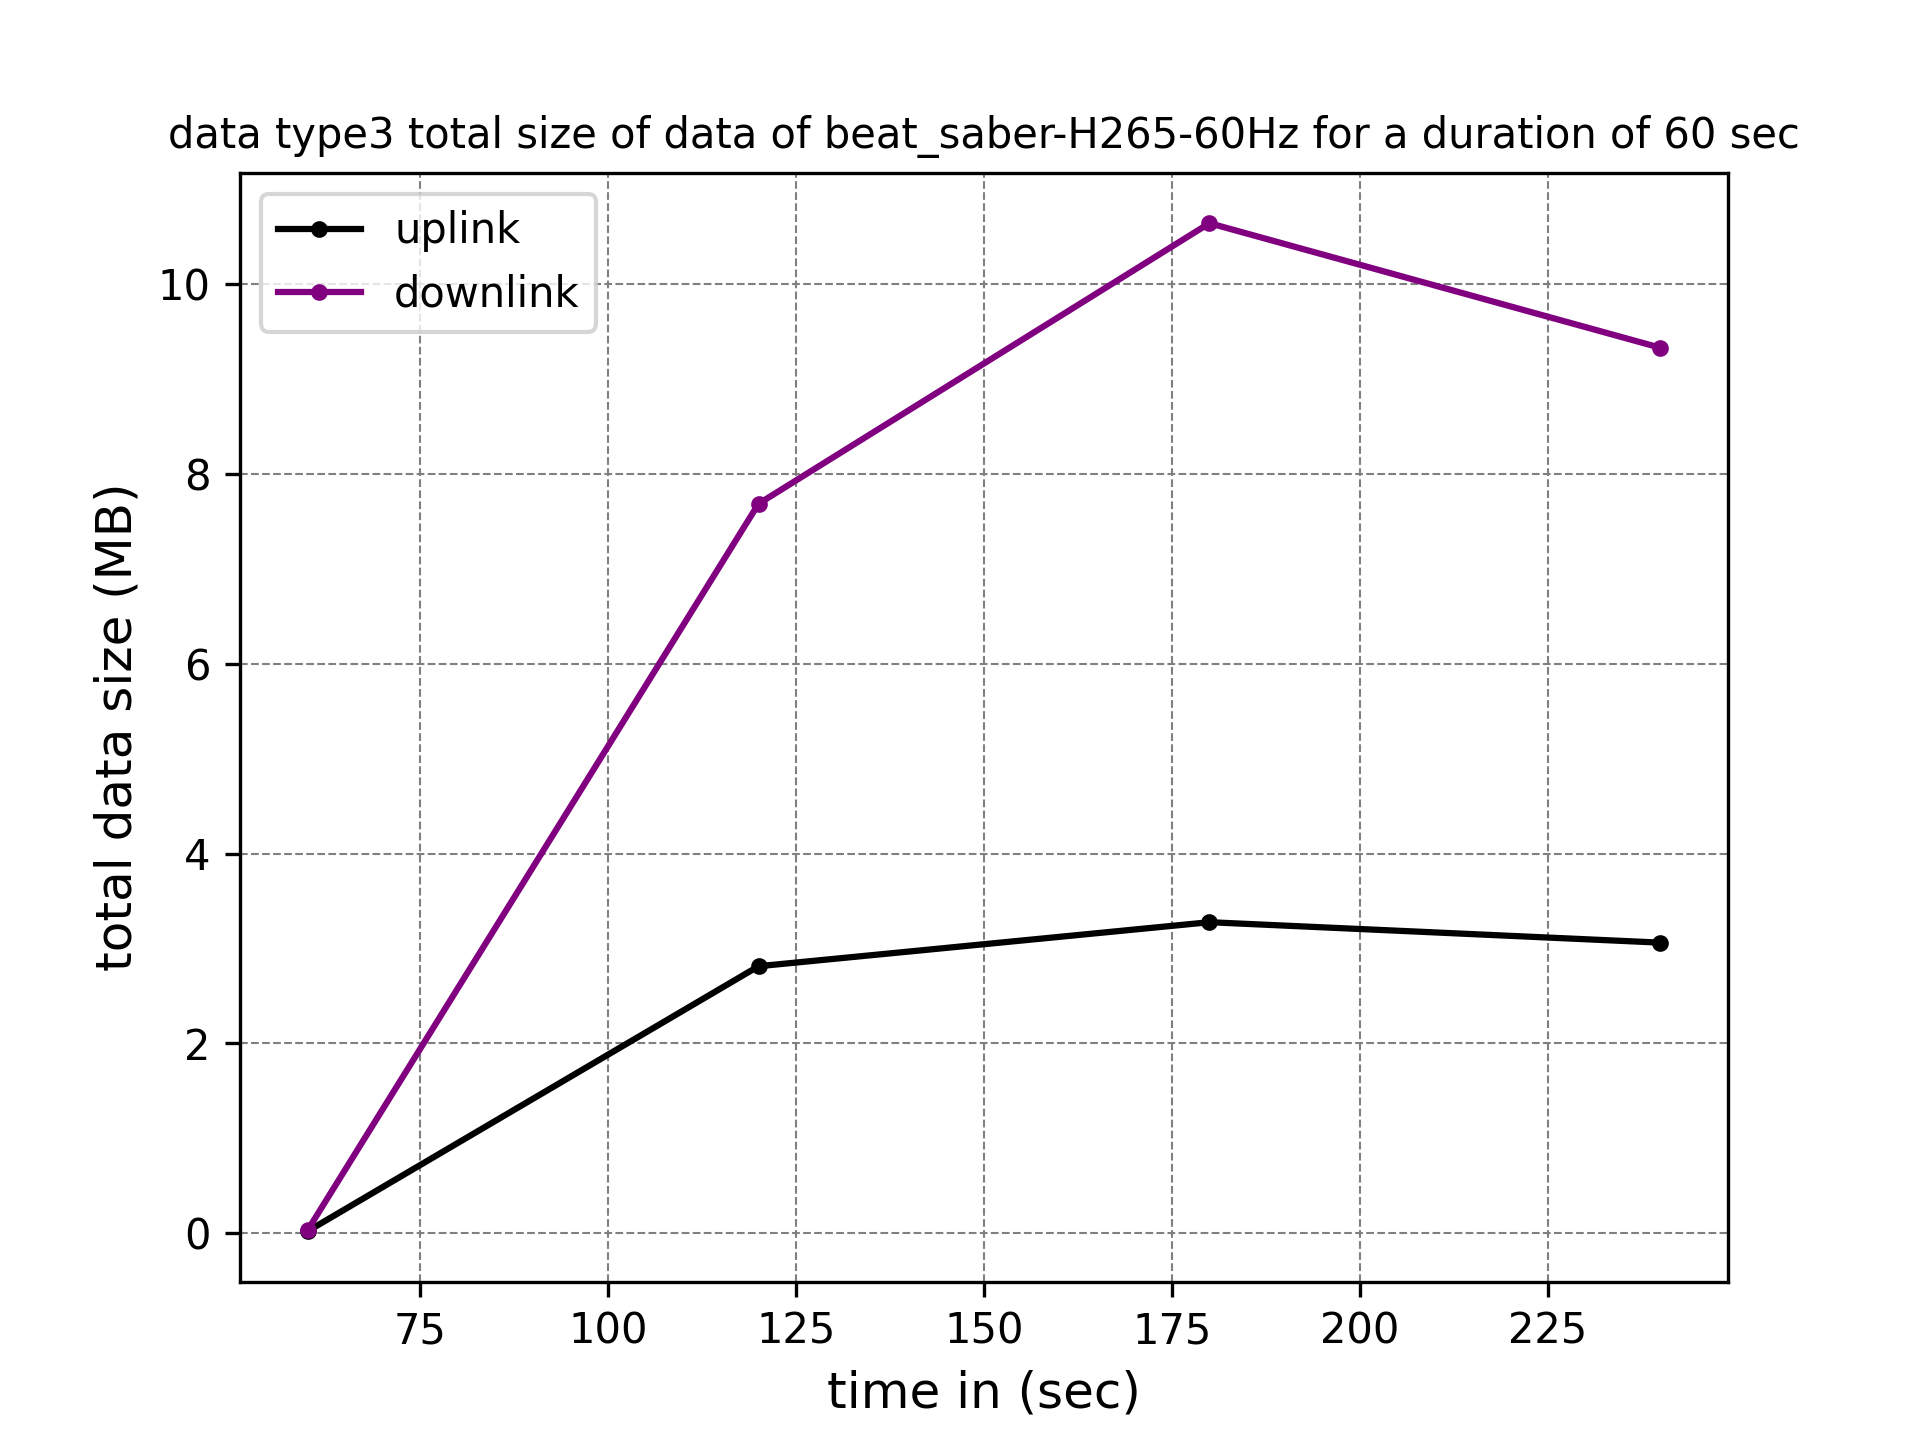 data type3 total size of data of beat_saber-H265-60Hz for a duration of 60 sec
uplink
downlink
10
8
6
4
2
0
total data size (MB)
75 100 125 150 175 200 225
time in (sec)